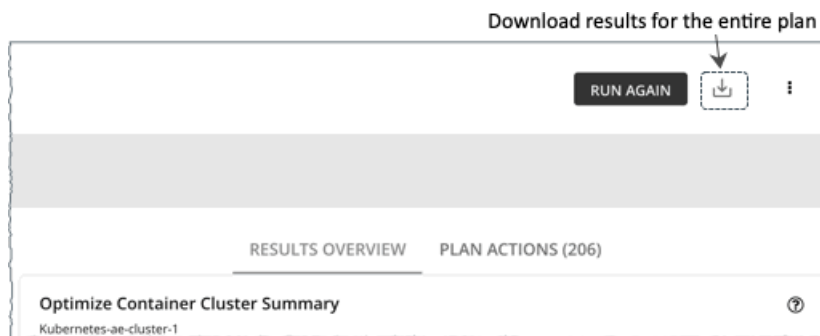 Download results for the entire plan
RUN AGAIN
RESULTS OVERVIEW PLAN ACTIONS (206)
Optimize Container Cluster Summary
Kubernetes-ae-cluster-1